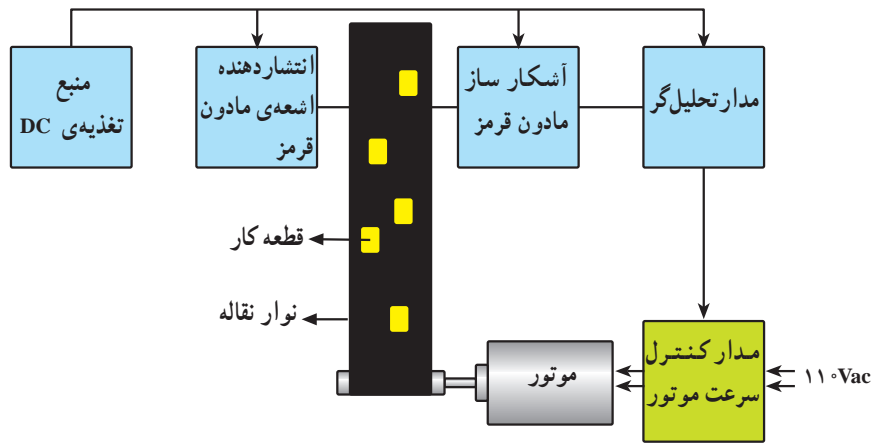 منبع
تغذیه‌ی DC
انتشاردهنده
اشعه‌ی مادون
قرمز
آشکار ساز
مادون قرمز
مدارتحلیل‌گر
قطعه کار
نوار نقاله
موتور
مدار کنترل
سرعت موتور
۱۱۰Vac